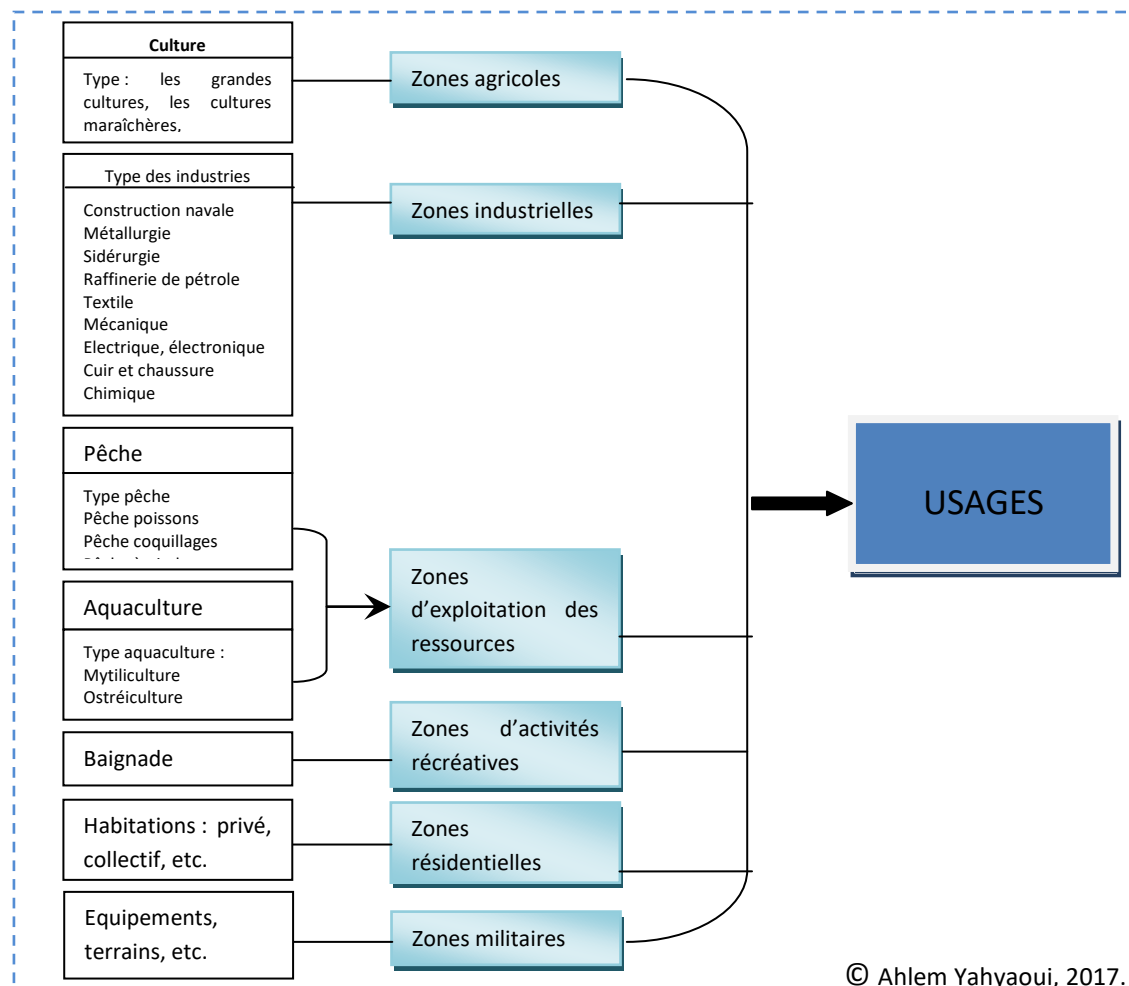 Culture
Type : les grandes
cultures, les cultures
maraîchères,
Zones agricoles
Type des industries
Construction navale
Métallurgie
Sidérurgie
Raffinerie de pétrole
Textile
Mécanique
Electrique, électronique
Cuir et chaussure
Chimique
Zones industrielles
Pêche
Type pêche
Pêche poissons
Pêche coquillages
Aquaculture
Type aquaculture :
Mytiliculture
Ostréiculture
Zones
d’exploitation des
ressources
Baignade
Zones d’activités
récréatives
Habitations : privé,
collectif, etc.
Zones
résidentielles
Equipements,
terrains, etc.
Zones militaires
USAGES
© Ahlem Yahyaoui, 2017.